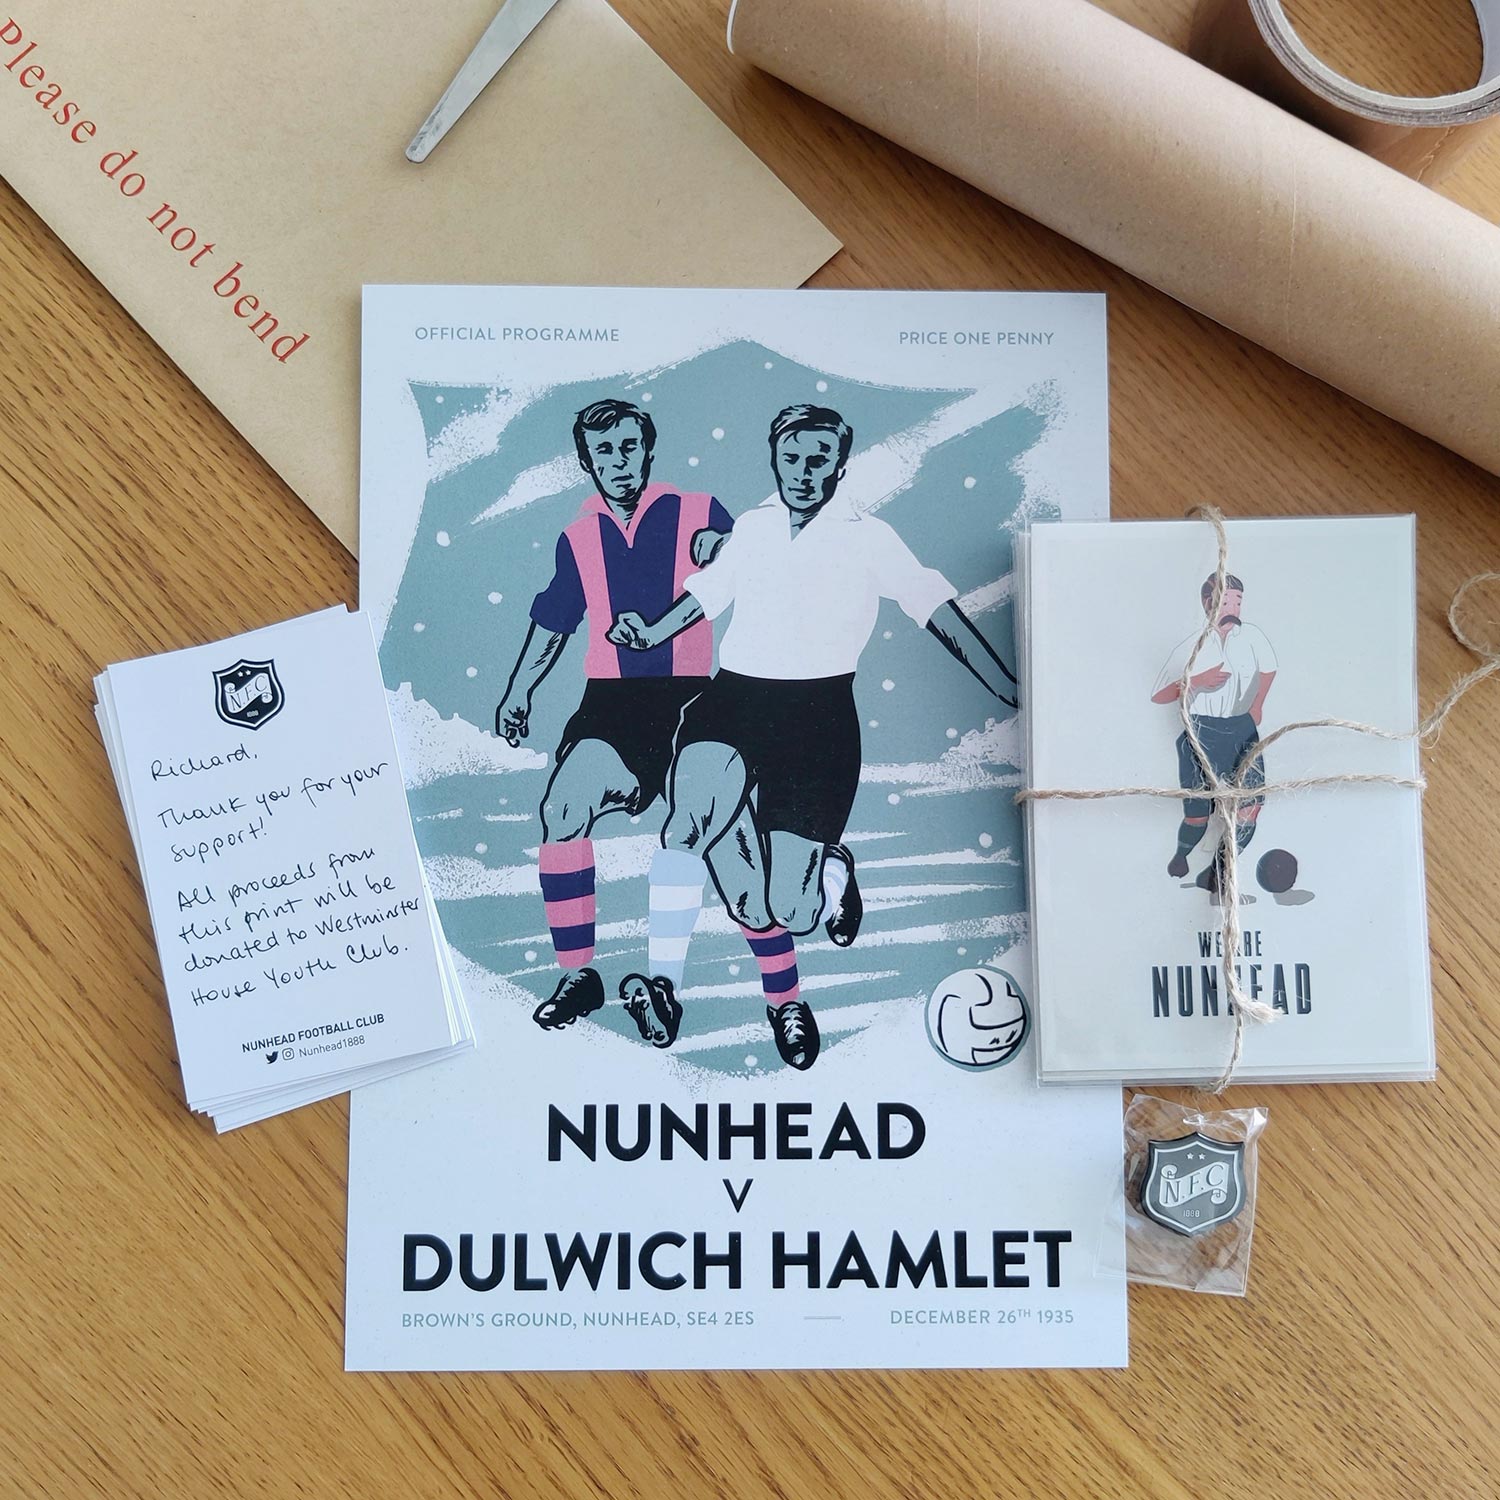 Please do not bend
OFFICIAL PROGRAMME
PRICE ONE PENNY
NUNHEAD
V
DULWICH HAMLET
BROWN'S GROUND, NUNHEAD, SE4 2ES
DECEMBER 26TH 1935
N.F.C
1888
Richard,
Thank you for your
support!
All proceeds from
this print will be
donated to Westminster
House Youth Club.
NUNHEAD FOOTBALL CLUB
Nunhead1888
WE ARE
NUNHEAD
N.F.C
1888